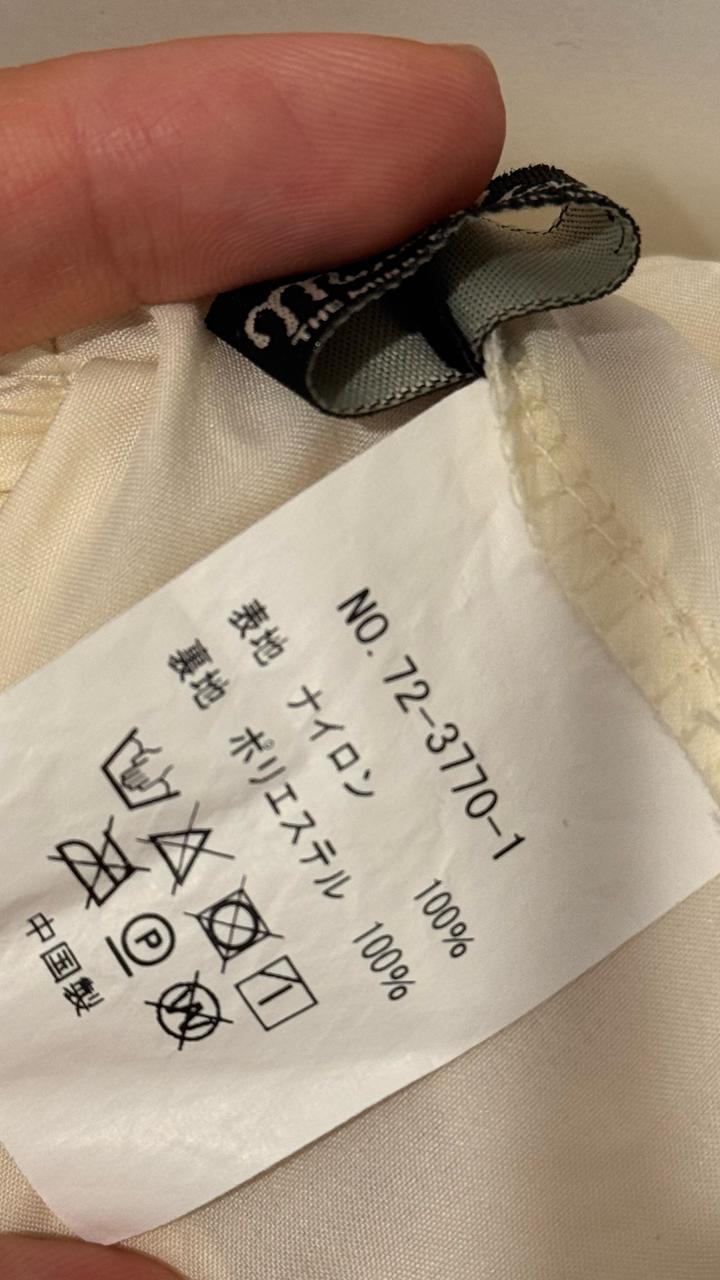 THE
NO. 72-3770-1
表地 ナイロン 100%
裏地 ポリエステル 100%
P
W
中国製